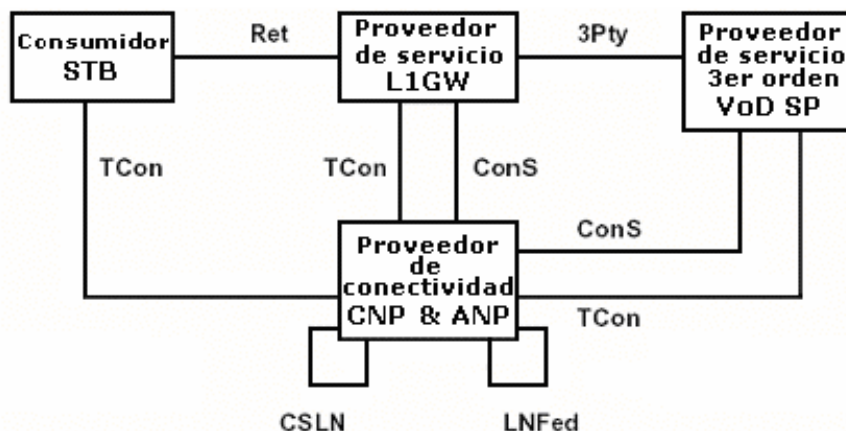 Consumidor
STB
Ret
Proveedor
de servicio
L1GW
3Pty
Proveedor
de servicio
3er orden
VoD SP
TCon
TCon
ConS
ConS
Proveedor
de
conectividad
CNP & ANP
TCon
CSLN
LNFed